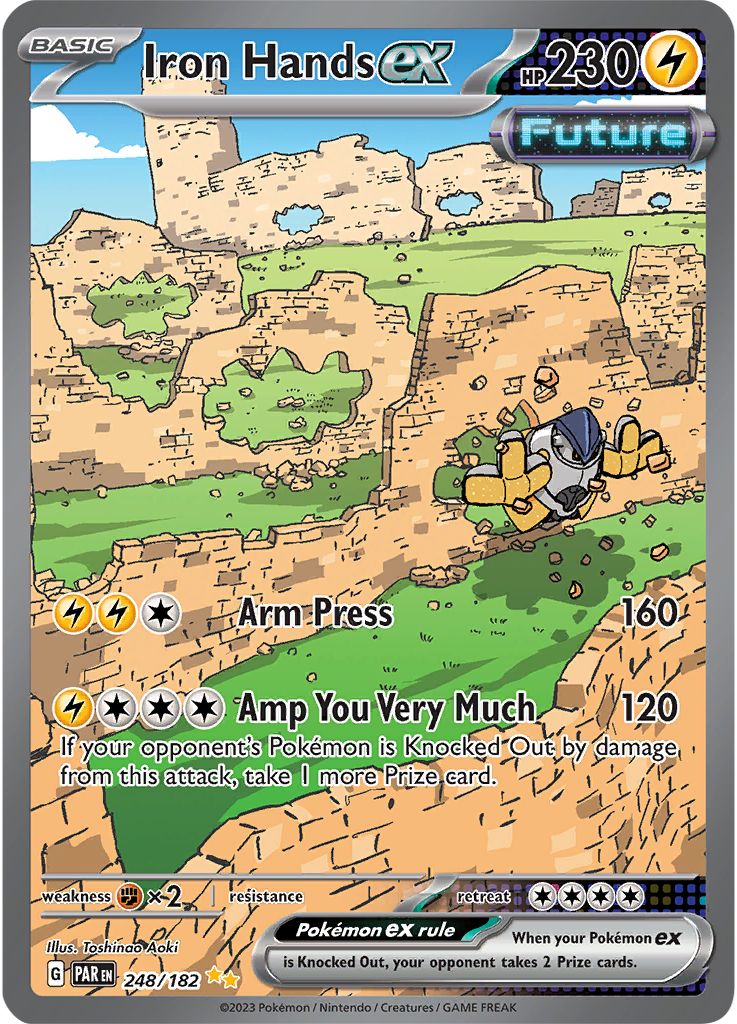 BASIC
Iron Hands ex HP 230
Future
Arm Press 160
Amp You Very Much 120
If your opponent's Pokémon is Knocked Out by damage
from this attack, take 1 more Prize card.
weakness ×2 resistance retreat
Pokémon ex rule When your Pokémon ex
is Knocked Out, your opponent takes 2 Prize cards.
Illus. Toshinao Aoki
G PAR EN 248/182
©2023 Pokémon / Nintendo / Creatures / GAME FREAK